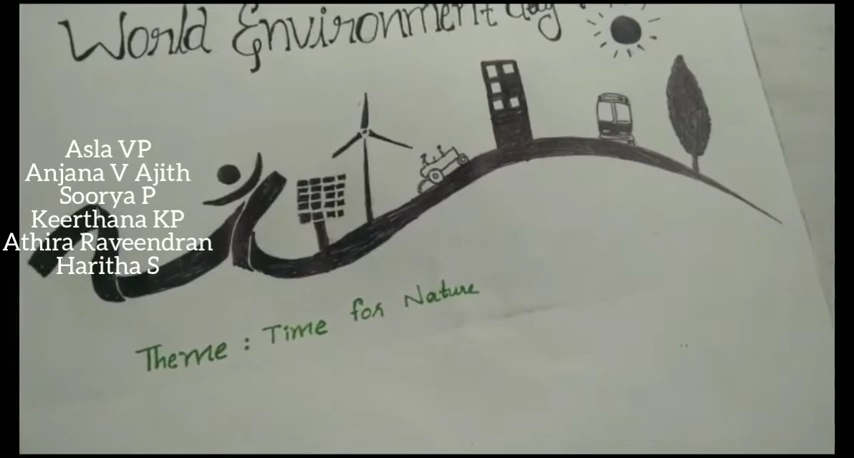 World Environment day
Asla VP
Anjana V Ajith
Soorya P
Keerthana KP
Athira Raveendran
Haritha S
Theme : Time for Nature